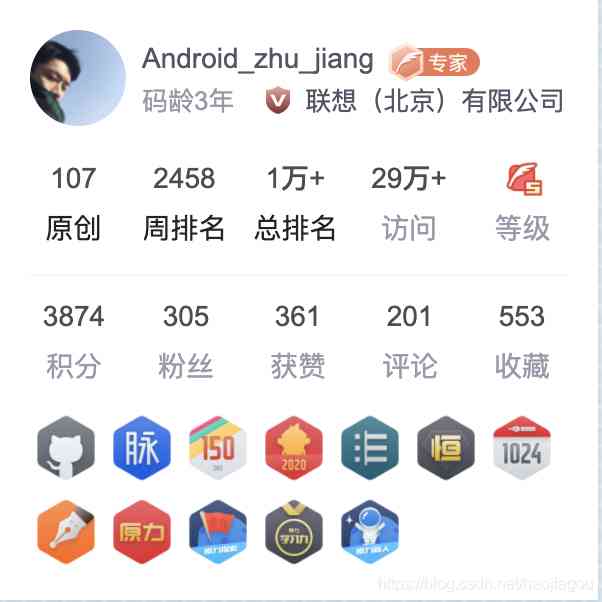 Android_zhu_jiang 专家
码龄3年 联想（北京）有限公司
107 2458 1万+ 29万+ 5
原创 周排名 总排名 访问 等级
3874 305 361 201 553
积分 粉丝 获赞 评论 收藏
脉 150 2020 恒 1024
原力 学习力
https://blog.csdn.net/haojiagou